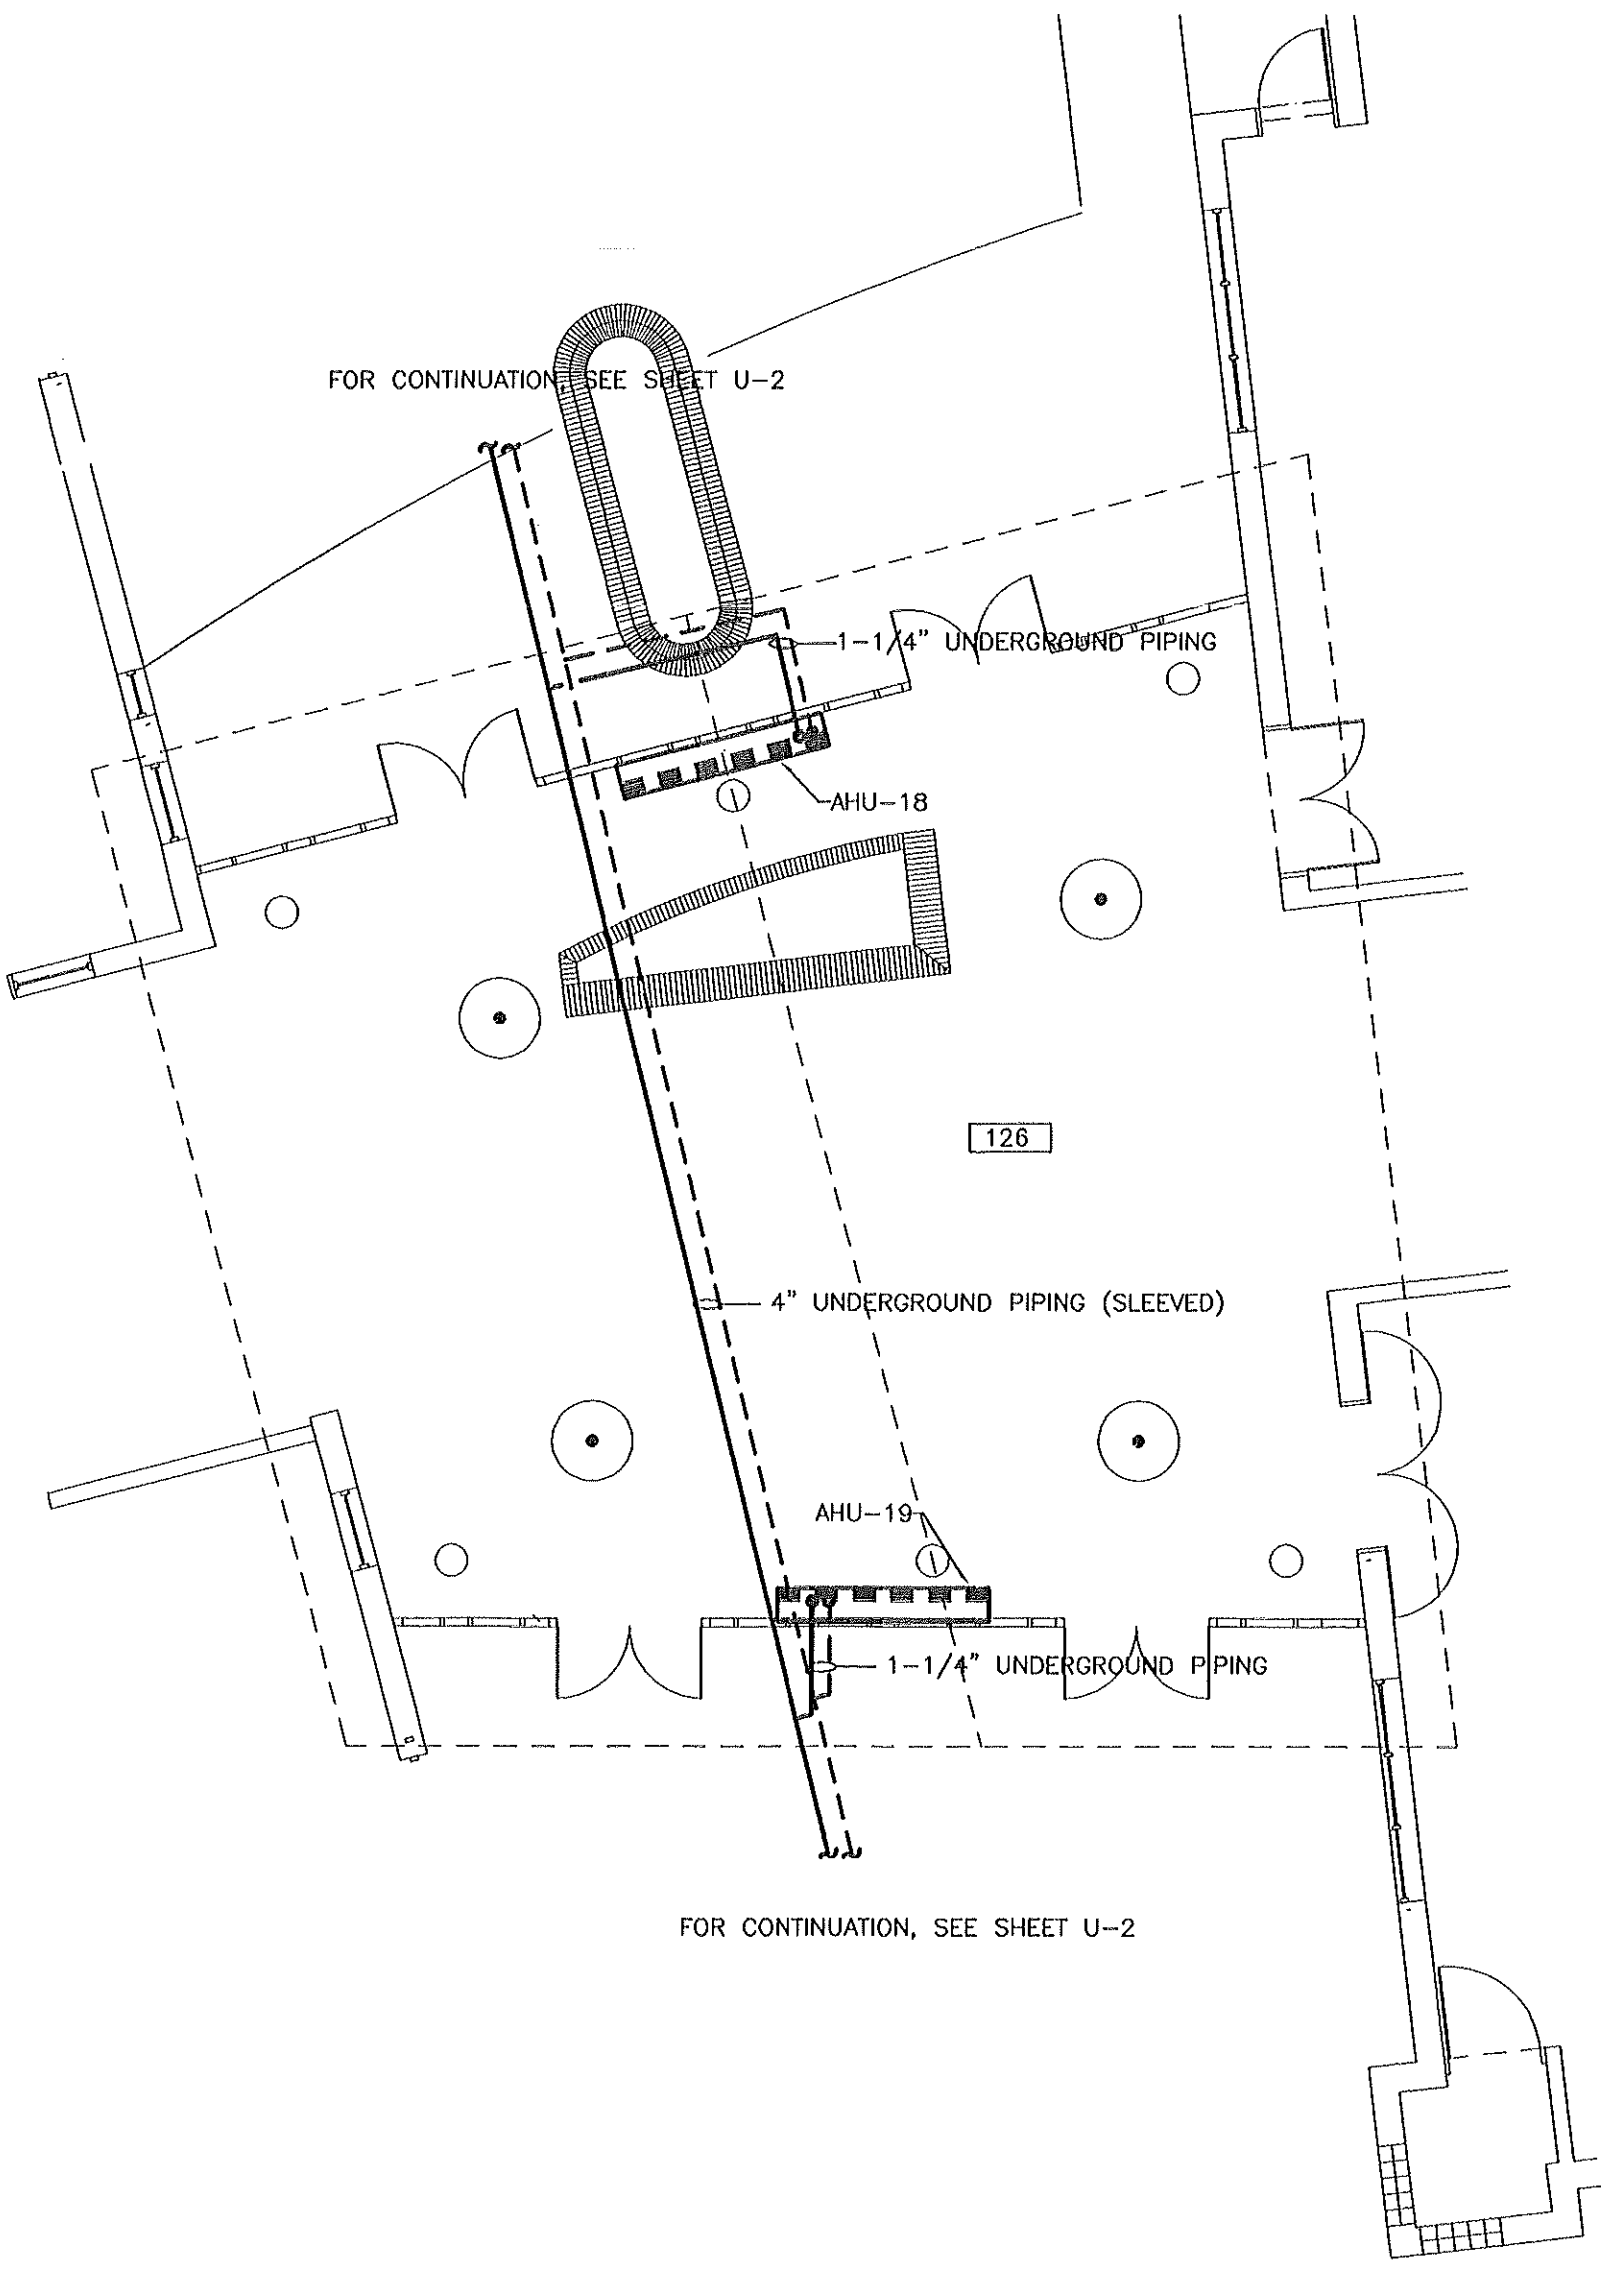 FOR CONTINUATION, SEE SHEET U-2
1-1/4" UNDERGROUND PIPING
AHU-18
126
4" UNDERGROUND PIPING (SLEEVED)
AHU-19
1-1/4" UNDERGROUND PIPING
FOR CONTINUATION, SEE SHEET U-2